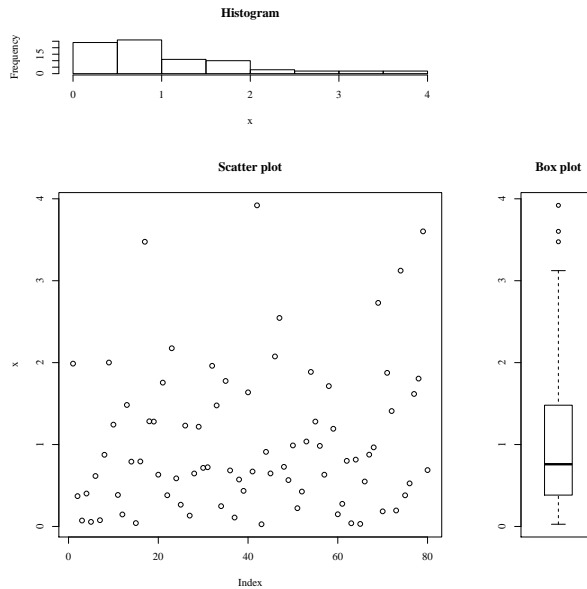 Histogram
Frequency
0 15
0 1 2 3 4
x
Scatter plot
x
0 1 2 3 4
0 20 40 60 80
Index
Box plot
0 1 2 3 4